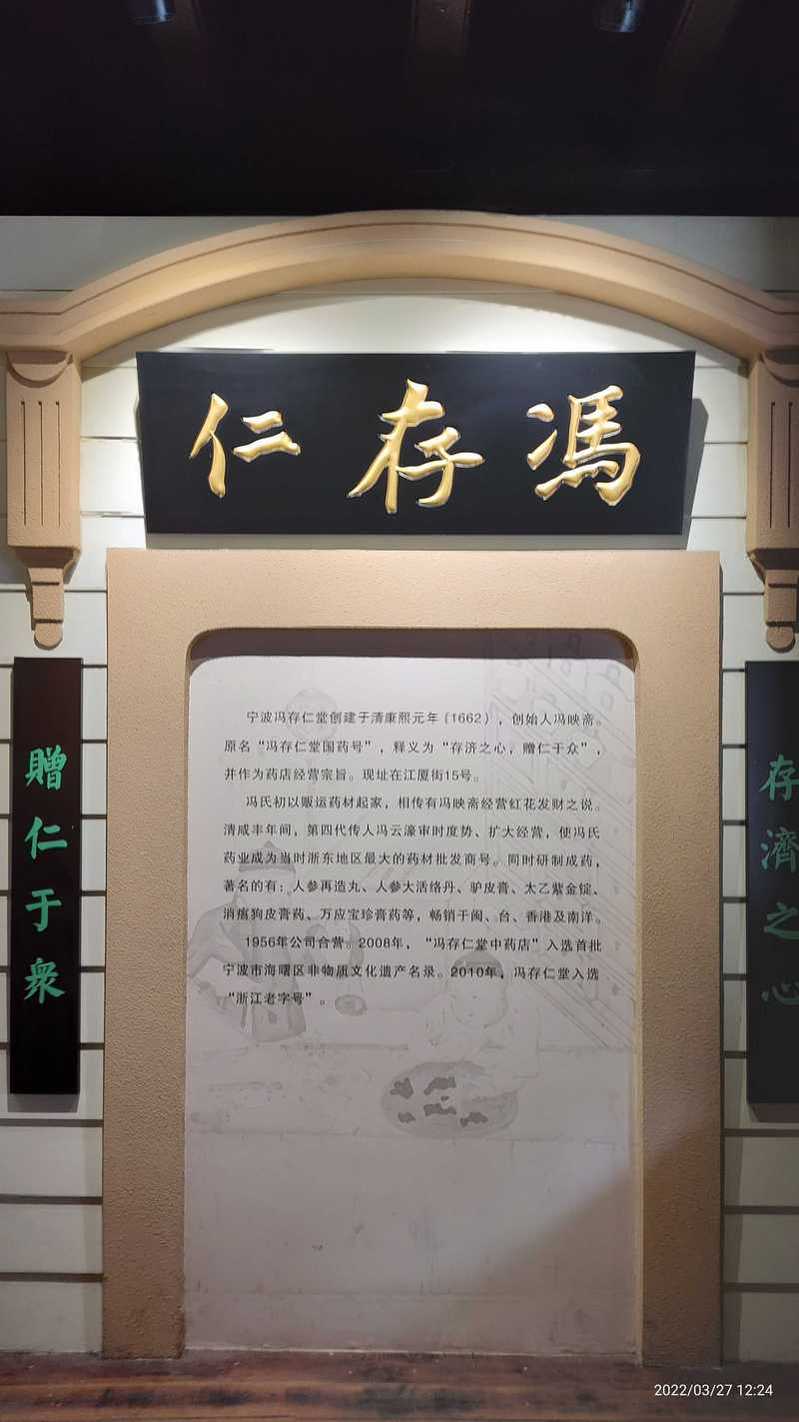 馮存仁
存濟之心
贈仁于衆
宁波冯存仁堂创建于清康熙元年（1662），创始人冯映斋。
原名“冯存仁堂国药号”，释义为“存济之心，赠仁于众”，
并作为药店经营宗旨。现址在江厦街15号。
冯氏初以贩运药材起家，相传有冯映斋经营红花发财之说。
清咸丰年间，第四代传人冯云濠审时度势、扩大经营，使冯氏
药业成为当时浙东地区最大的药材批发商号。同时研制成药，
著名的有：人参再造丸、人参大活络丹、驴皮膏、太乙紫金锭、
消痞狗皮膏药、万应宝珍膏药等，畅销于闽、台、香港及南洋。
1956年公司合营。2008年，“冯存仁堂中药店”入选首批
宁波市海曙区非物质文化遗产名录。2010年，冯存仁堂入选
“浙江老字号”。
2022/03/27 12:24